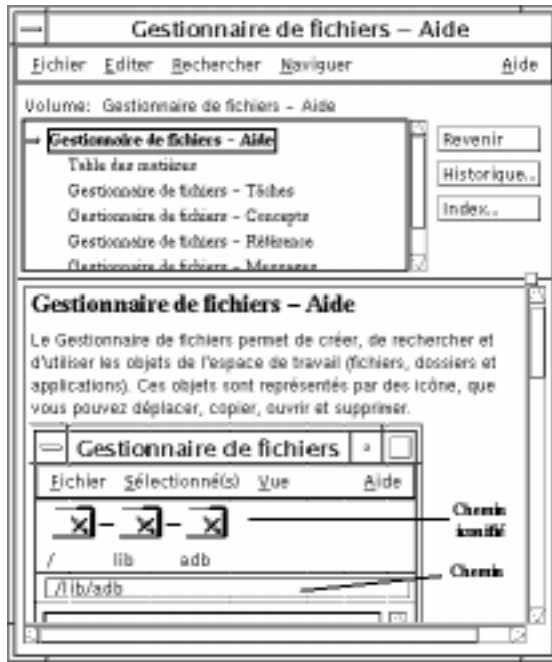 Gestionnaire de fichiers – Aide
Fichier Editer Rechercher Naviguer Aide
Volume: Gestionnaire de fichiers – Aide
Gestionnaire de fichiers – Aide
Table des matières
Gestionnaire de fichiers – Tâches
Gestionnaire de fichiers – Concepts
Gestionnaire de fichiers – Référence
Gestionnaire de fichiers – Messages
Revenir
Historique..
Index..
Gestionnaire de fichiers – Aide
Le Gestionnaire de fichiers permet de créer, de rechercher et
d'utiliser les objets de l'espace de travail (fichiers, dossiers et
applications). Ces objets sont représentés par des icône, que
vous pouvez déplacer, copier, ouvrir et supprimer.
Gestionnaire de fichiers
Fichier Sélectionné(s) Vue Aide
Chemin
iconifié
/ lib adb
Chemin
/lib/adb